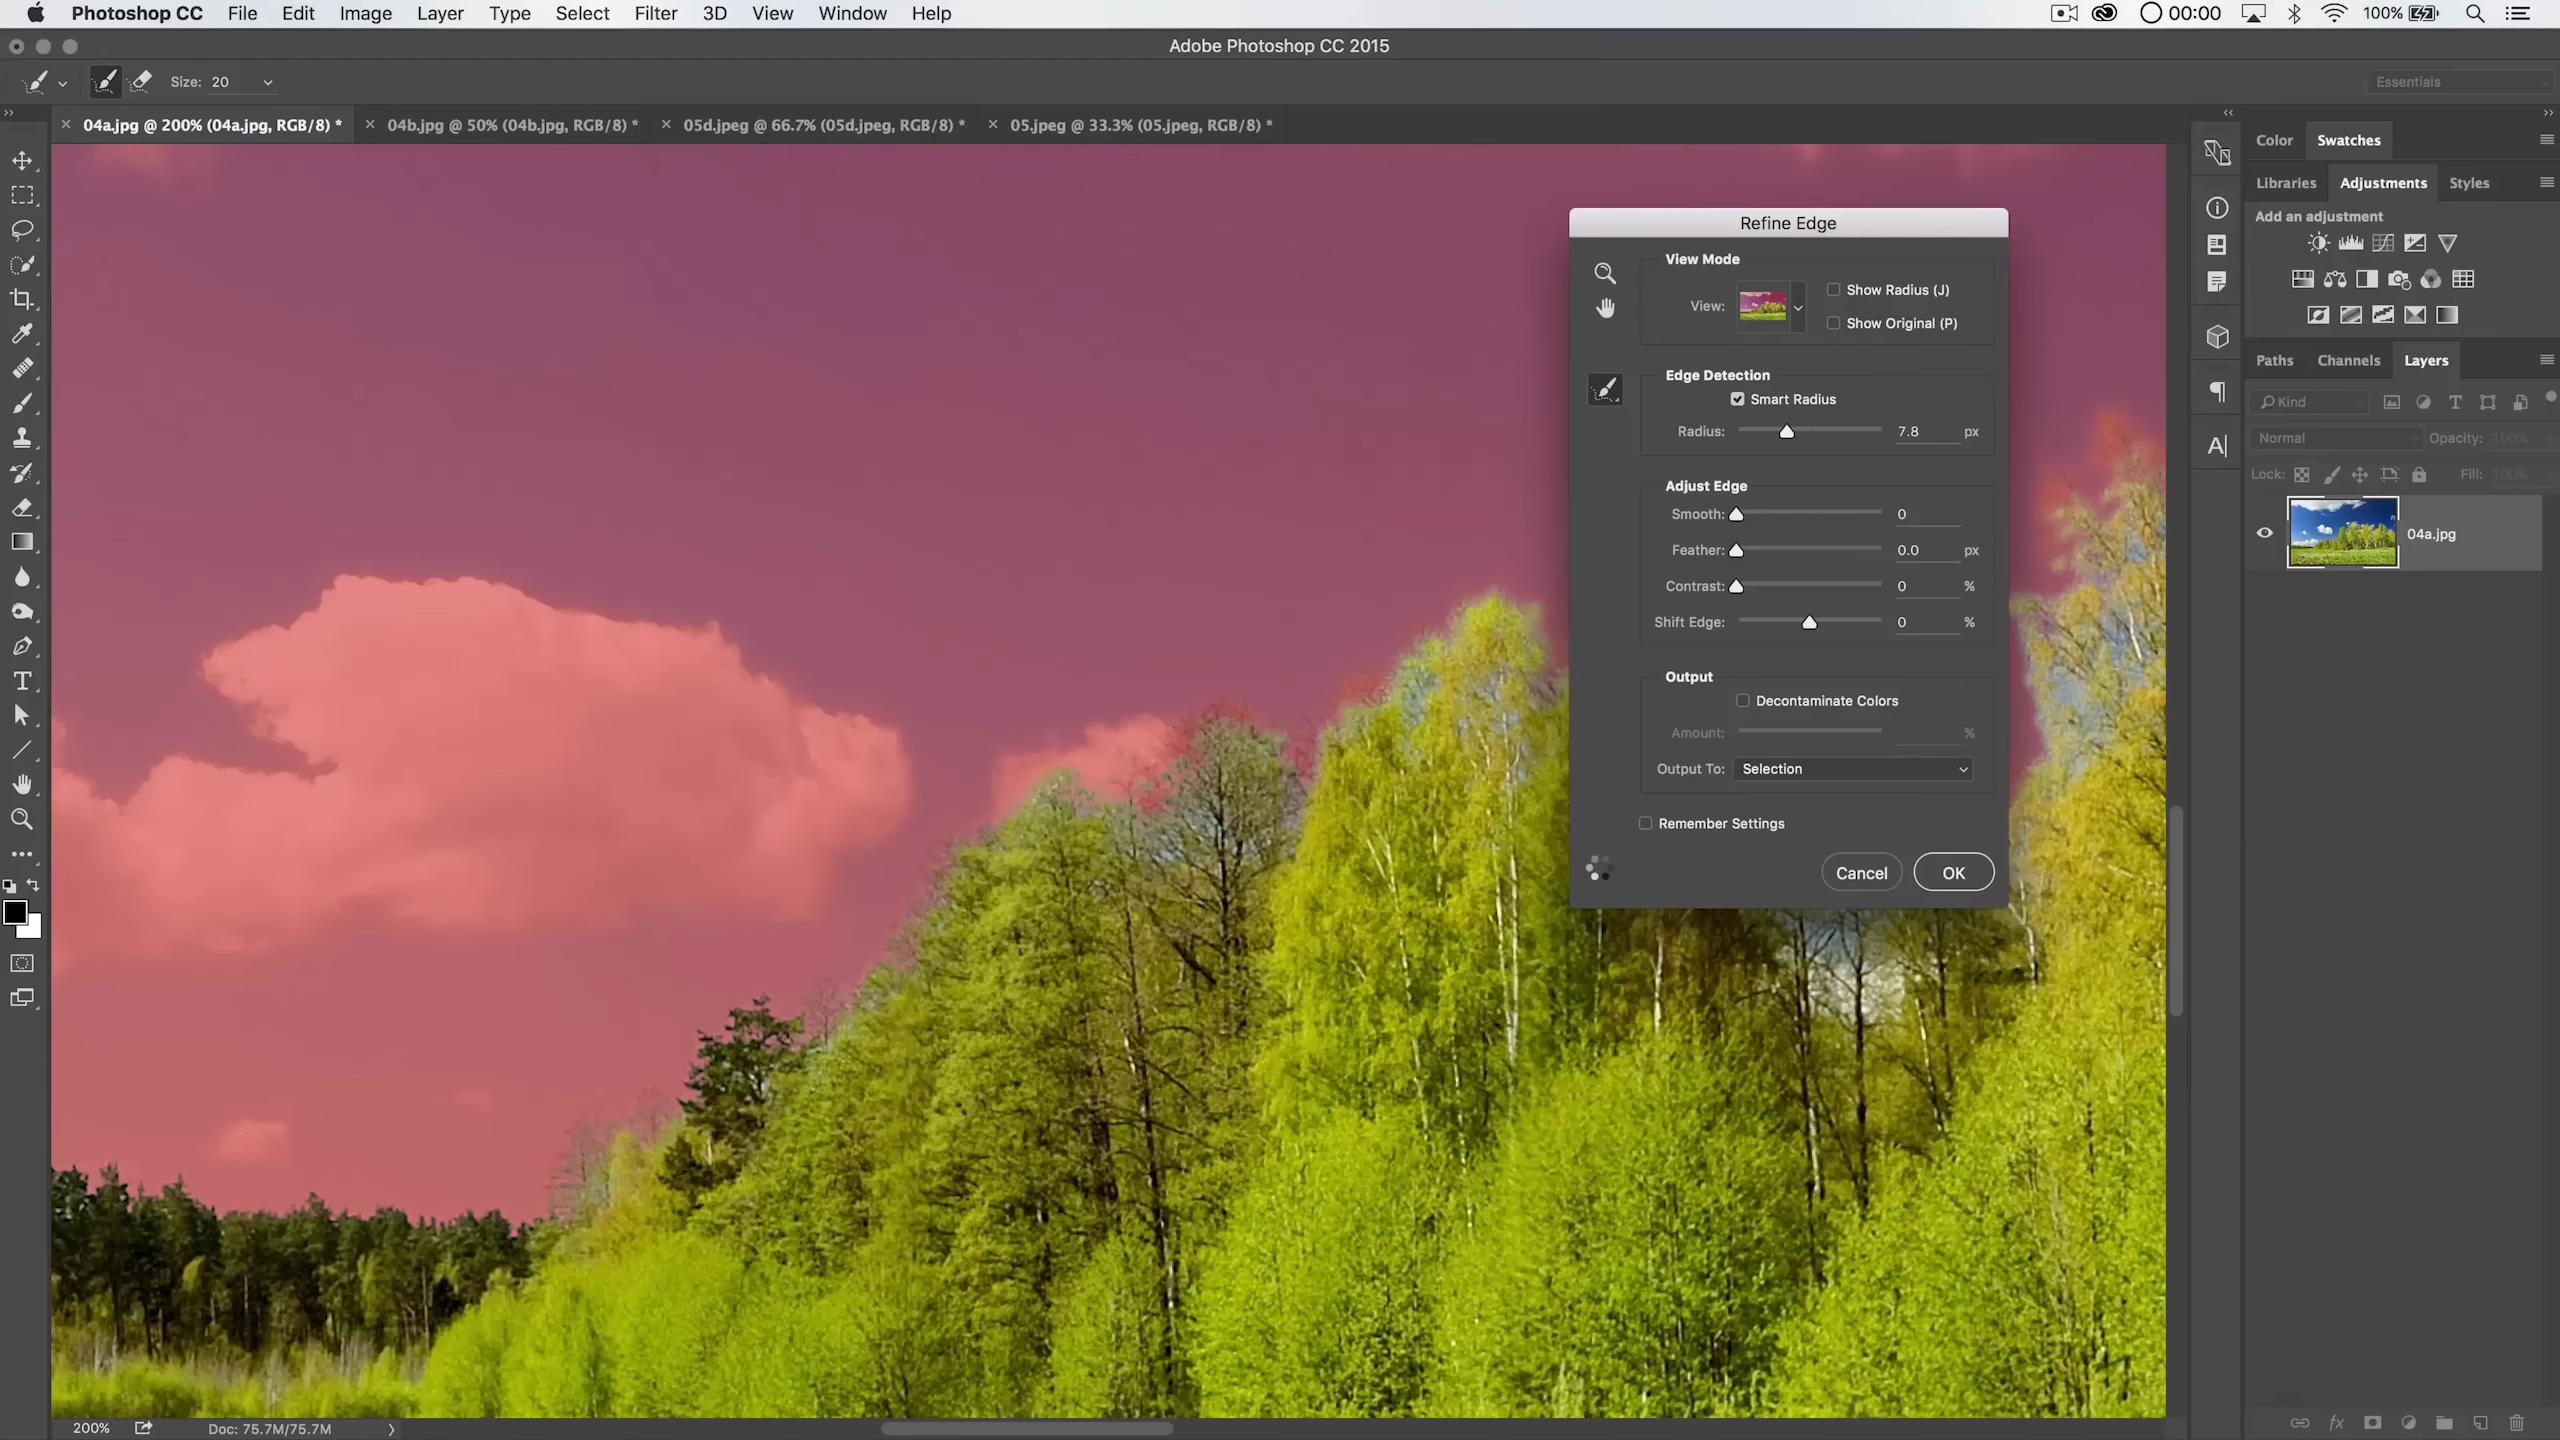 Photoshop CC File Edit Image Layer Type Select Filter 3D View Window Help 00:00 100%
Adobe Photoshop CC 2015
Size: 20 Essentials
04a.jpg @ 200% (04a.jpg, RGB/8) * 04b.jpg @ 50% (04b.jpg, RGB/8) * 05d.jpeg @ 66.7% (05d.jpeg, RGB/8) * 05.jpeg @ 33.3% (05.jpeg, RGB/8) *
Refine Edge
View Mode
View:
Show Radius (J)
Show Original (P)
Edge Detection
Smart Radius
Radius: 7.8 px
Adjust Edge
Smooth: 0
Feather: 0.0 px
Contrast: 0 %
Shift Edge: 0 %
Output
Decontaminate Colors
Amount: %
Output To: Selection
Remember Settings
Cancel OK
Color Swatches
Libraries Adjustments Styles
Add an adjustment
Paths Channels Layers
Kind
Normal Opacity: 100%
Lock: Fill: 100%
04a.jpg
200% Doc: 75.7M/75.7M